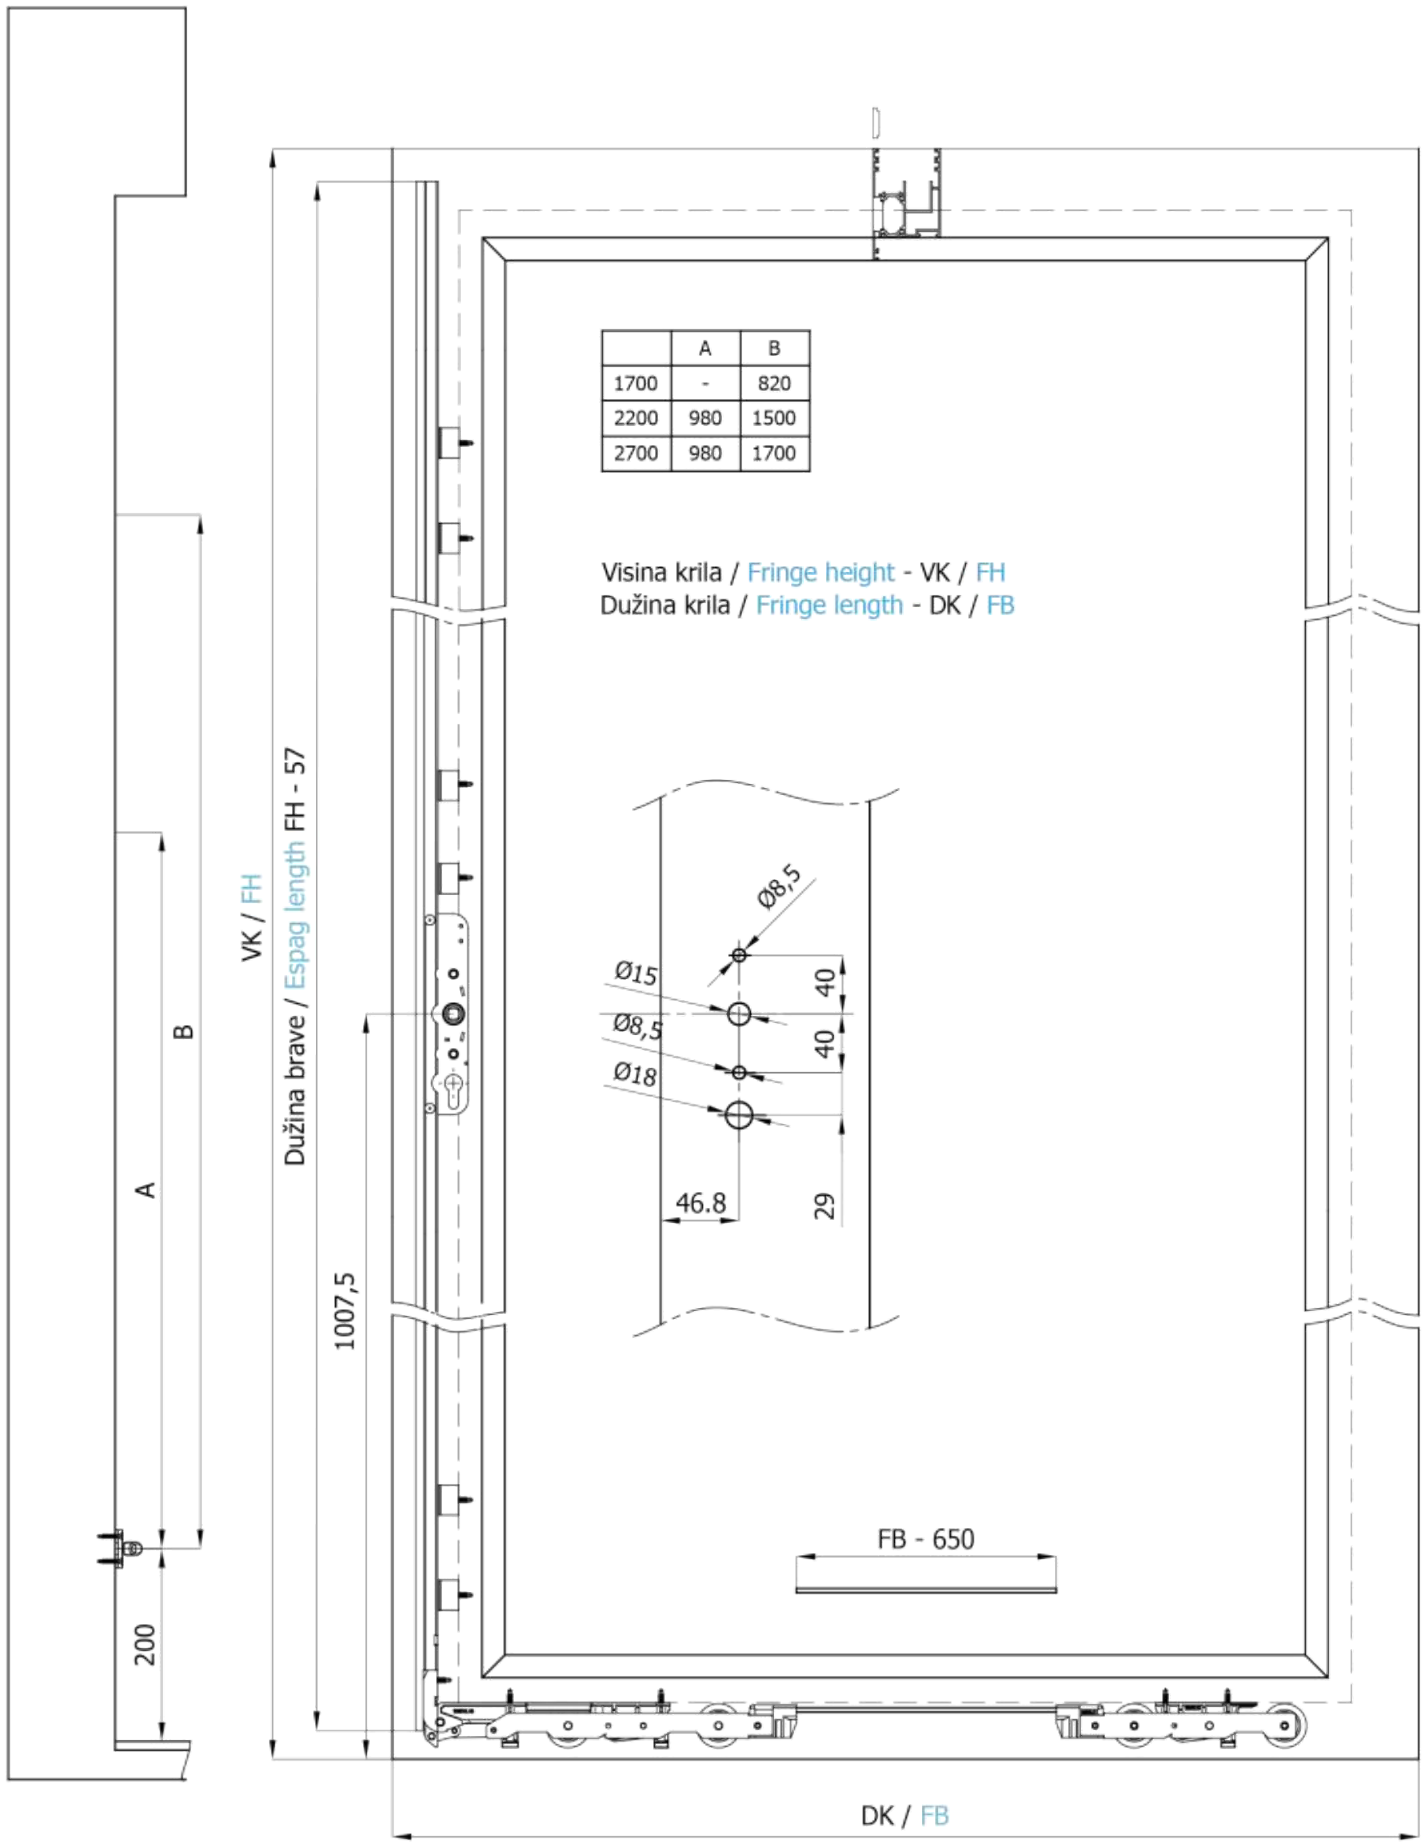 A B
1700 - 820
2200 980 1500
2700 980 1700
Visina krila / Fringe height - VK / FH
Dužina krila / Fringe length - DK / FB
VK / FH
Dužina brave / Espag length FH - 57
B
A
200
1007,5
Ø8,5
Ø15
Ø8,5
Ø18
40
40
29
46.8
FB - 650
DK / FB